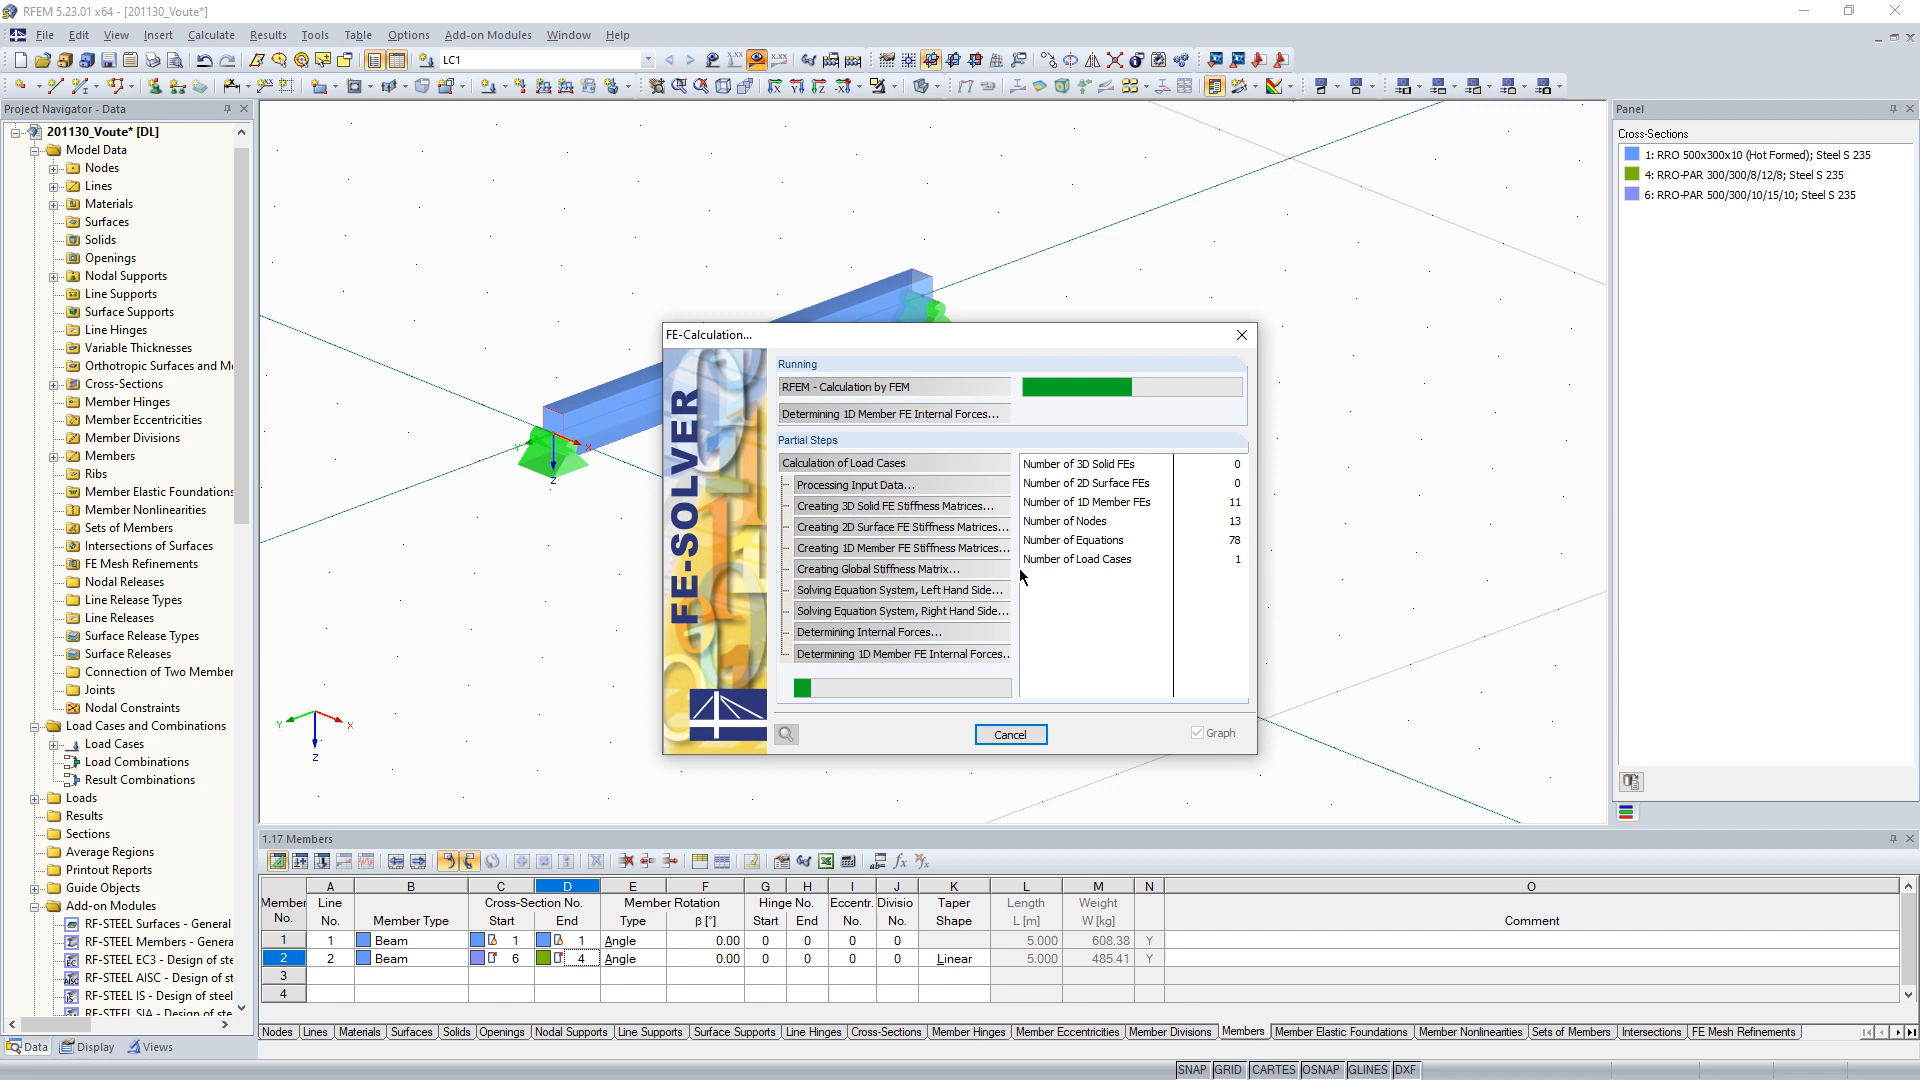 RFEM 5.23.01 x64 - [201130_Voute*]
File Edit View Insert Calculate Results Tools Table Options Add-on Modules Window Help
LC1
Project Navigator - Data
201130_Voute* [DL]
Model Data
Nodes
Lines
Materials
Surfaces
Solids
Openings
Nodal Supports
Line Supports
Surface Supports
Line Hinges
Variable Thicknesses
Orthotropic Surfaces and M
Cross-Sections
Member Hinges
Member Eccentricities
Member Divisions
Members
Ribs
Member Elastic Foundations
Member Nonlinearities
Sets of Members
Intersections of Surfaces
FE Mesh Refinements
Nodal Releases
Line Release Types
Line Releases
Surface Release Types
Surface Releases
Connection of Two Member
Joints
Nodal Constraints
Load Cases and Combinations
Load Cases
Load Combinations
Result Combinations
Loads
Results
Sections
Average Regions
Printout Reports
Guide Objects
Add-on Modules
RF-STEEL Surfaces - General
RF-STEEL Members - Genera
RF-STEEL EC3 - Design of ste
RF-STEEL AISC - Design of st
RF-STEEL IS - Design of steel
RF-STEEL SIA - Design of ste
Data Display Views
Y X Z
Y X Z
FE-Calculation...
FE-SOLVER
Running
RFEM - Calculation by FEM
Determining 1D Member FE Internal Forces...
Partial Steps
Calculation of Load Cases
Processing Input Data...
Creating 3D Solid FE Stiffness Matrices...
Creating 2D Surface FE Stiffness Matrices...
Creating 1D Member FE Stiffness Matrices...
Creating Global Stiffness Matrix...
Solving Equation System, Left Hand Side...
Solving Equation System, Right Hand Side...
Determining Internal Forces...
Determining 1D Member FE Internal Forces..
Number of 3D Solid FEs 0
Number of 2D Surface FEs 0
Number of 1D Member FEs 11
Number of Nodes 13
Number of Equations 78
Number of Load Cases 1
Cancel
Graph
Panel
Cross-Sections
1: RRO 500x300x10 (Hot Formed); Steel S 235
4: RRO-PAR 300/300/8/12/8; Steel S 235
6: RRO-PAR 500/300/10/15/10; Steel S 235
1.17 Members
A B C D E F G H I J K L M N O
Member Line Cross-Section No. Member Rotation Hinge No. Eccentr. Divisio Taper Length Weight
No. No. Member Type Start End Type β [°] Start End No. No. Shape L [m] W [kg] Comment
1 1 Beam 1 1 Angle 0.00 0 0 0 0 5.000 608.38 Y
2 2 Beam 6 4 Angle 0.00 0 0 0 0 Linear 5.000 485.41 Y
3
4
Nodes Lines Materials Surfaces Solids Openings Nodal Supports Line Supports Surface Supports Line Hinges Cross-Sections Member Hinges Member Eccentricities Member Divisions Members Member Elastic Foundations Member Nonlinearities Sets of Members Intersections FE Mesh Refinements
SNAP GRID CARTES OSNAP GLINES DXF